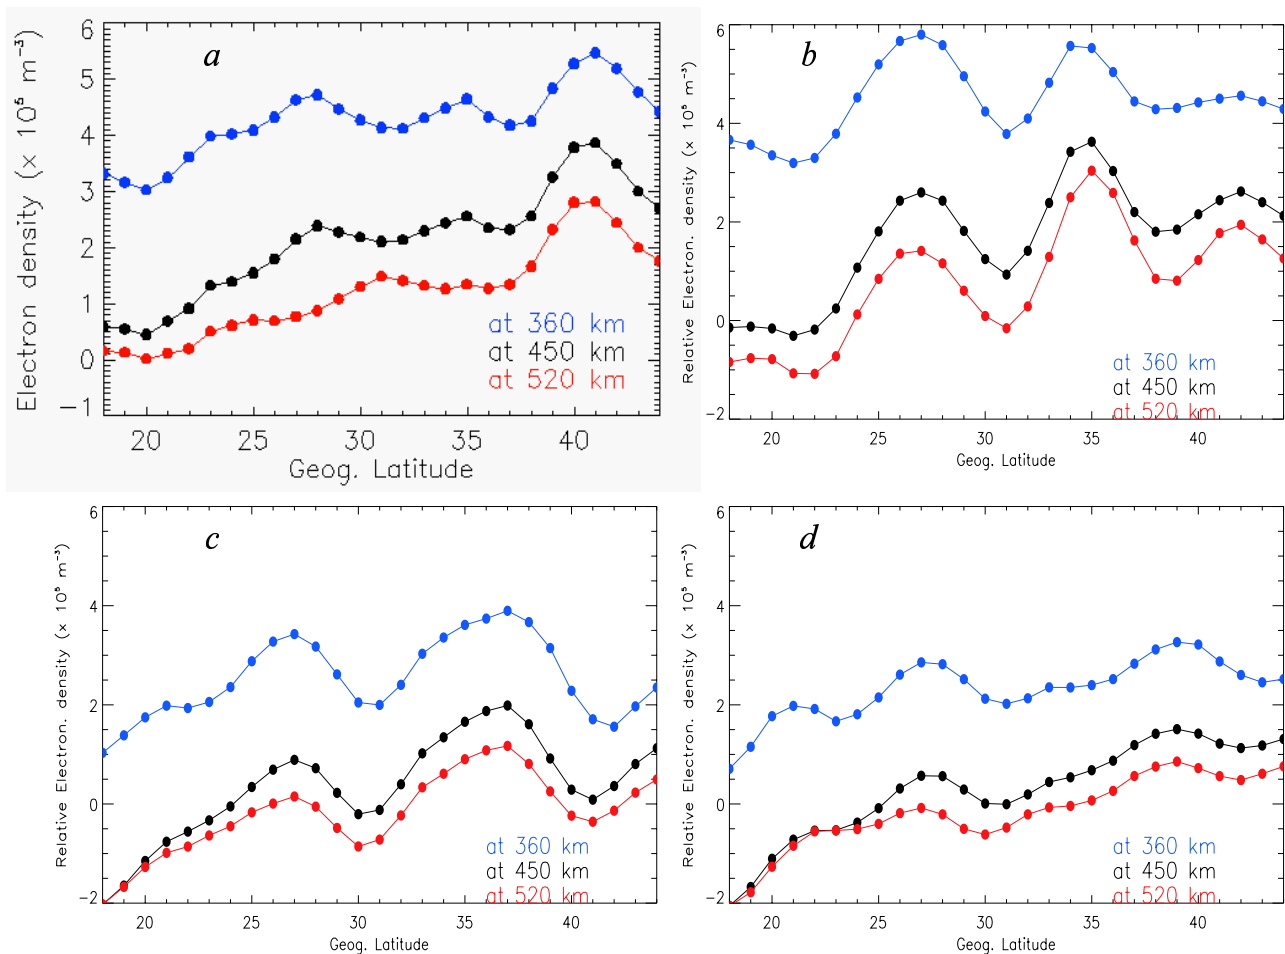 a
Electron density (× 10⁵ m⁻³)
6
5
4
3
2
1
0
−1
at 360 km
at 450 km
at 520 km
20 25 30 35 40
Geog. Latitude
b
Relative Electron. density (× 10⁵ m⁻³)
6
4
2
0
−2
at 360 km
at 450 km
at 520 km
20 25 30 35 40
Geog. Latitude
c
Relative Electron. density (× 10⁵ m⁻³)
6
4
2
0
−2
at 360 km
at 450 km
at 520 km
20 25 30 35 40
Geog. Latitude
d
Relative Electron. density (× 10⁵ m⁻³)
6
4
2
0
−2
at 360 km
at 450 km
at 520 km
20 25 30 35 40
Geog. Latitude